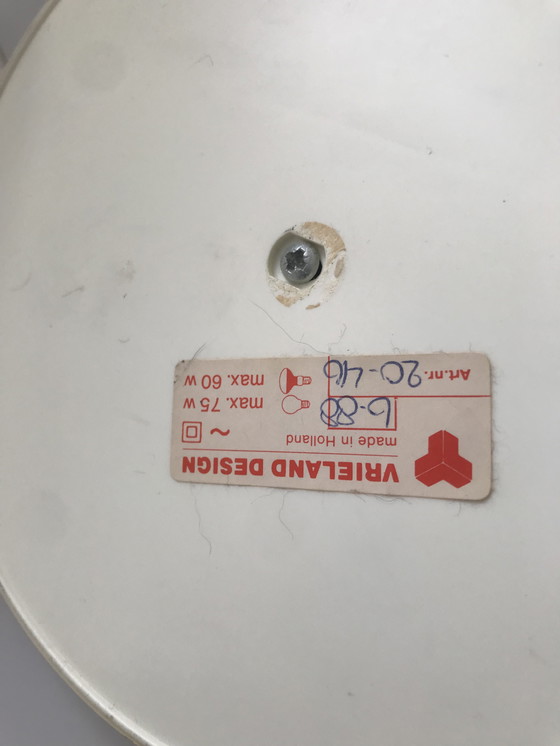 VRIELAND DESIGN
made in Holland
6-88
max. 75 w
max. 60 w
Art.nr. 20-46